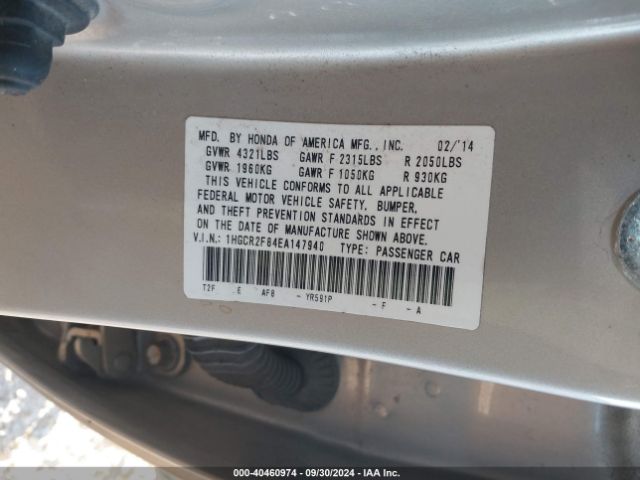 MFD. BY HONDA OF AMERICA MFG., INC. 02/'14
GVWR 4321LBS GAWR F 2315LBS R 2050LBS
GVWR 1960KG GAWR F 1050KG R 930KG
THIS VEHICLE CONFORMS TO ALL APPLICABLE
FEDERAL MOTOR VEHICLE SAFETY, BUMPER,
AND THEFT PREVENTION STANDARDS IN EFFECT
ON THE DATE OF MANUFACTURE SHOWN ABOVE.
V.I.N.: 1HGCR2F84EA147940 TYPE: PASSENGER CAR
T2F E AF8 - YR591P - F - A
000-40460974 - 09/30/2024 - IAA Inc.